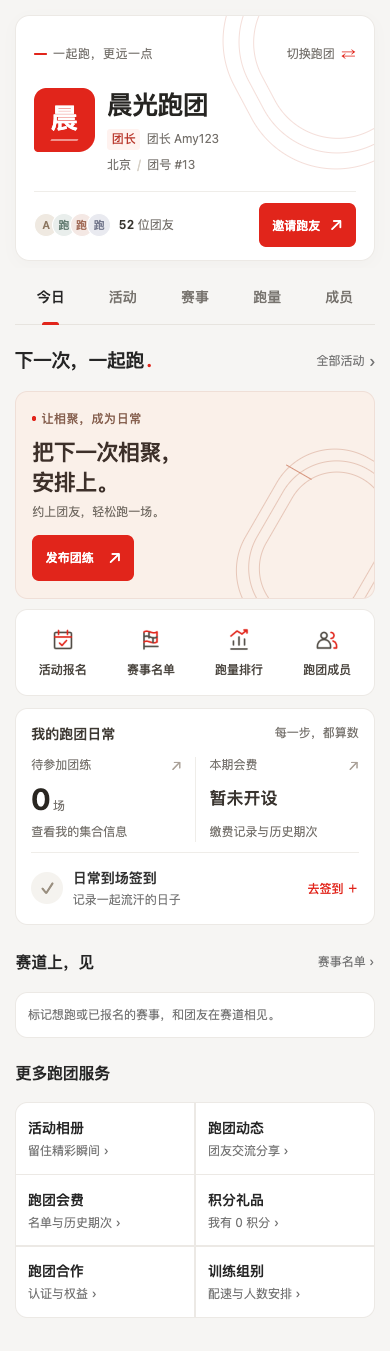 一起跑，更远一点
切换跑团
晨
晨光跑团
团长 团长 Amy123
北京 / 团号 #13
A 跑 跑 跑 52 位团友
邀请跑友
今日 活动 赛事 跑量 成员
下一次，一起跑.
全部活动 ›
让相聚，成为日常
把下一次相聚，
安排上。
约上团友，轻松跑一场。
发布团练
活动报名 赛事名单 跑量排行 跑团成员
我的跑团日常
每一步，都算数
待参加团练
0 场
查看我的集合信息
本期会费
暂未开设
缴费记录与历史期次
日常到场签到
记录一起流汗的日子
去签到 +
赛道上，见
赛事名单 ›
标记想跑或已报名的赛事，和团友在赛道相见。
更多跑团服务
活动相册
留住精彩瞬间 ›
跑团动态
团友交流分享 ›
跑团会费
名单与历史期次 ›
积分礼品
我有 0 积分 ›
跑团合作
认证与权益 ›
训练组别
配速与人数安排 ›